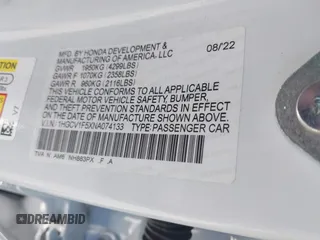 MFD. BY HONDA DEVELOPMENT &
MANUFACTURING OF AMERICA, LLC
08/22
GVWR 1950KG (4299LBS)
GAWR F 1070KG (2358LBS)
GAWR R 960KG (2116LBS)
THIS VEHICLE CONFORMS TO ALL APPLICABLE
FEDERAL MOTOR VEHICLE SAFETY, BUMPER,
AND THEFT PREVENTION STANDARDS IN EFFECT
ON THE DATE OF MANUFACTURE SHOWN ABOVE.
V.I.N. 1HGCV1F5XNA074133 TYPE PASSENGER CAR
DREAMBID